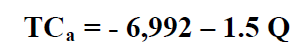 TCₐ = - 6,992 – 1.5 Q